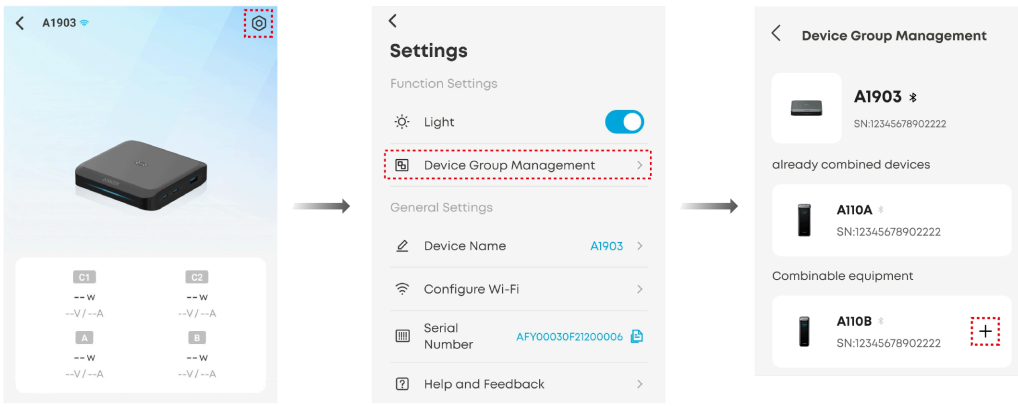 A1903
C1
C2
-- W
-- W
--V/--A
--V/--A
A
B
-- W
-- W
--V/--A
--V/--A
Settings
Function Settings
Light
Device Group Management
General Settings
Device Name
A1903
Configure Wi-Fi
Serial
Number
AFY00030F21200006
Help and Feedback
Device Group Management
A1903
SN:12345678902222
already combined devices
A110A
SN:12345678902222
Combinable equipment
A110B
SN:12345678902222